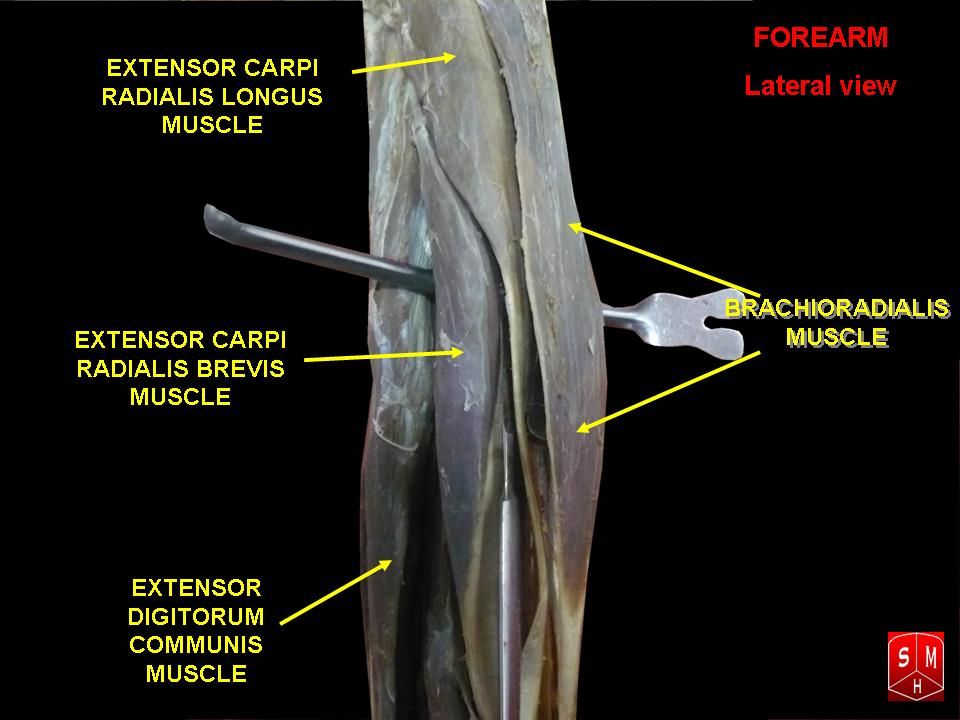 FOREARM
Lateral view
EXTENSOR CARPI
RADIALIS LONGUS
MUSCLE
BRACHIORADIALIS
MUSCLE
EXTENSOR CARPI
RADIALIS BREVIS
MUSCLE
EXTENSOR
DIGITORUM
COMMUNIS
MUSCLE
S M
H